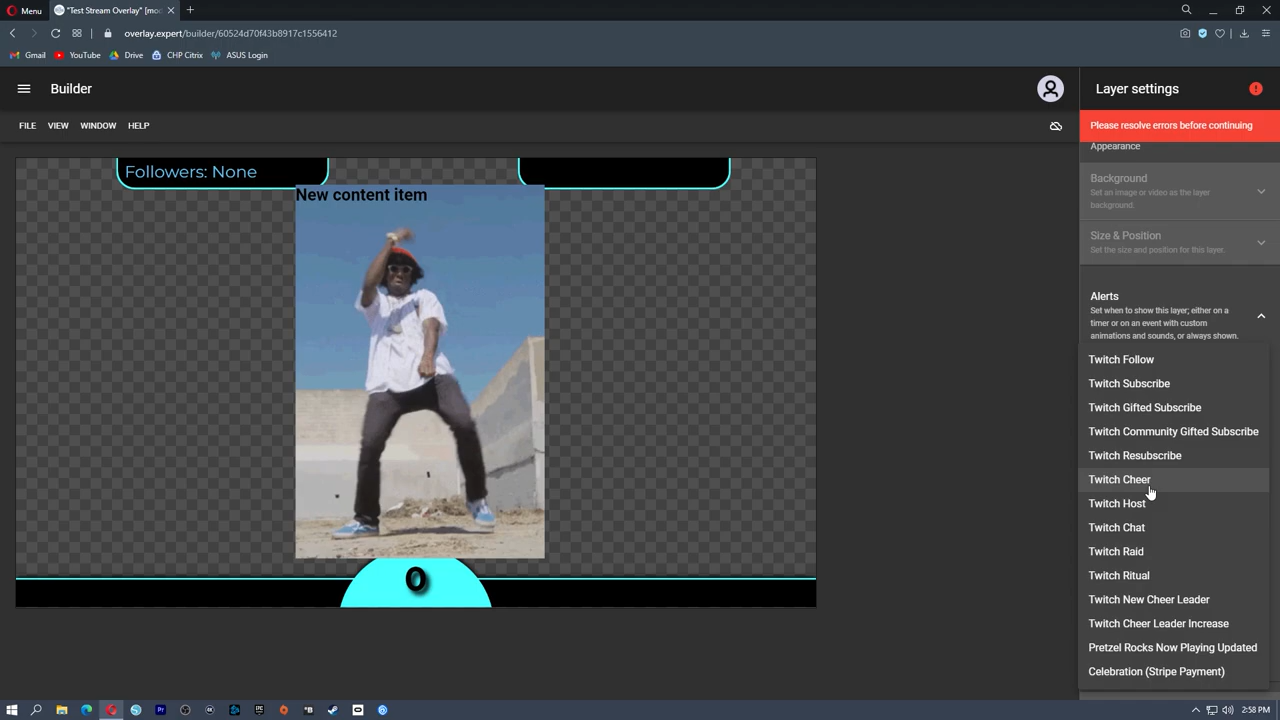 Menu
"Test Stream Overlay" [mod
overlay.expert/builder/60524d70f43b8917c1556412
Gmail
YouTube
Drive
CHP Citrix
ASUS Login
Builder
FILE
VIEW
WINDOW
HELP
Followers: None
New content item
0
Layer settings
Please resolve errors before continuing
Appearance
Background
Set an image or video as the layer
background.
Size & Position
Set the size and position for this layer.
Alerts
Set when to show this layer; either on a
timer or on an event with custom
animations and sounds, or always shown.
Twitch Follow
Twitch Subscribe
Twitch Gifted Subscribe
Twitch Community Gifted Subscribe
Twitch Resubscribe
Twitch Cheer
Twitch Host
Twitch Chat
Twitch Raid
Twitch Ritual
Twitch New Cheer Leader
Twitch Cheer Leader Increase
Pretzel Rocks Now Playing Updated
Celebration (Stripe Payment)
2:58 PM